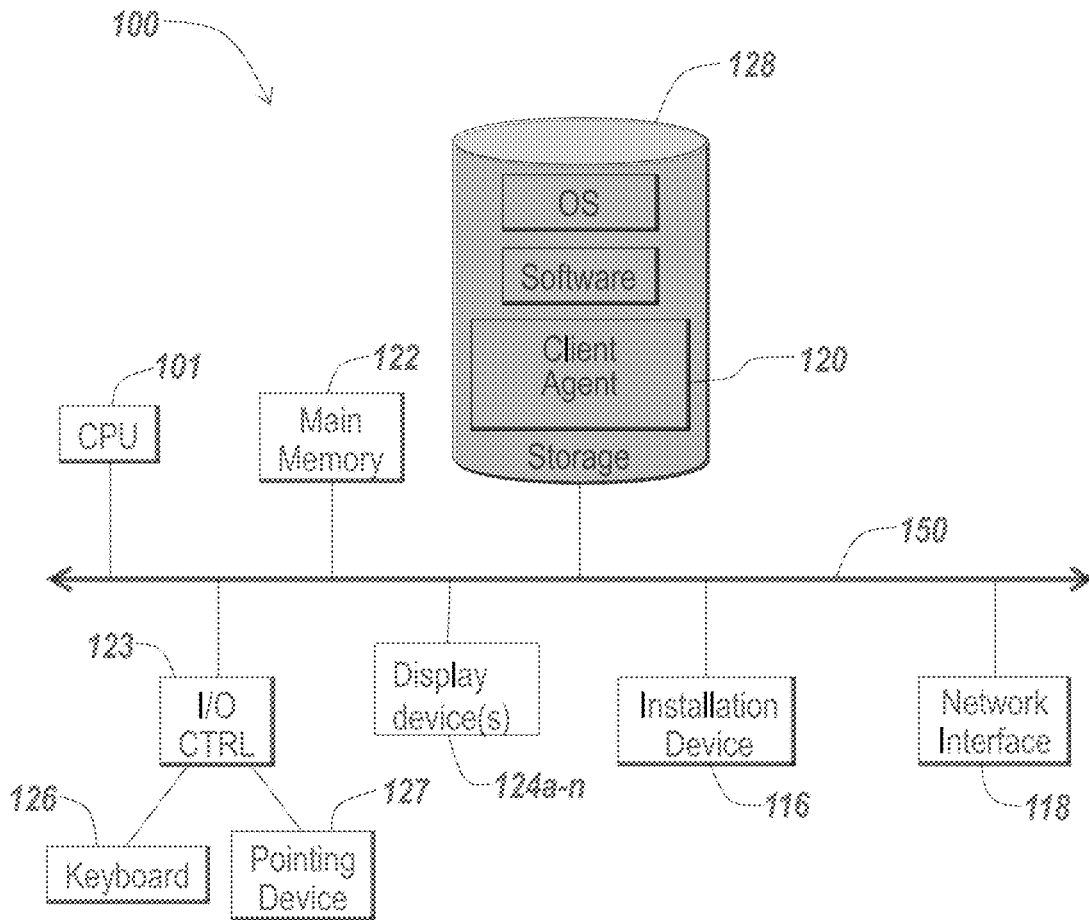 100
128
OS
Software
Client
Agent
120
Storage
101
CPU
122
Main
Memory
150
123
I/O
CTRL
Display
device(s)
124a-n
Installation
Device
116
Network
Interface
118
126
Keyboard
127
Pointing
Device